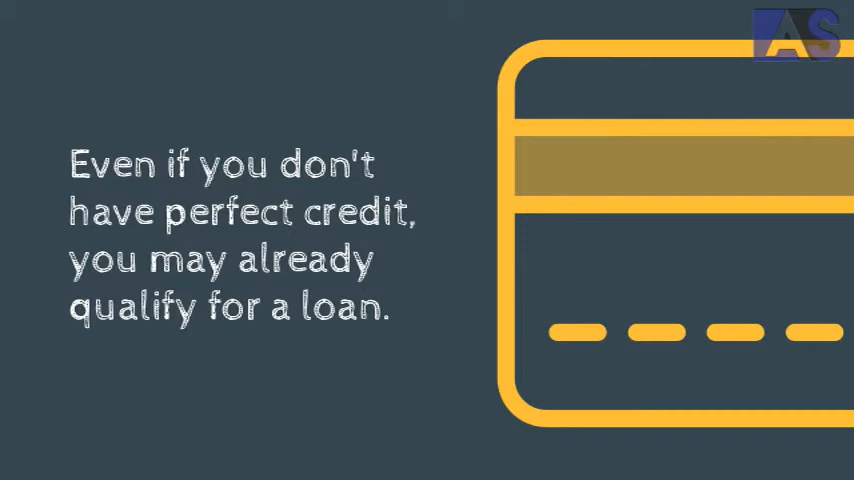 AS
Even if you don't
have perfect credit,
you may already
qualify for a loan.